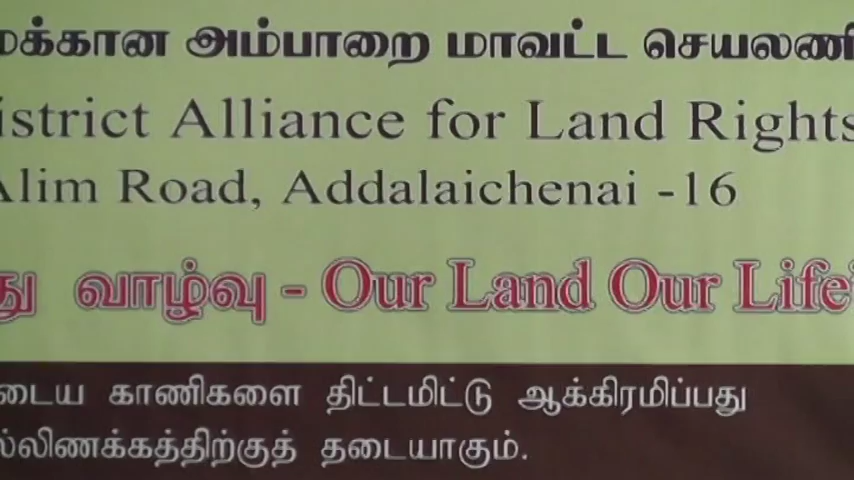 மைக்கான அம்பாறை மாவட்ட செயலணி
istrict Alliance for Land Rights
Alim Road, Addalaichenai -16
து வாழ்வு - Our Land Our Life
டைய காணிகளை திட்டமிட்டு ஆக்கிரமிப்பது
ல்லிணக்கத்திற்குத் தடையாகும்.